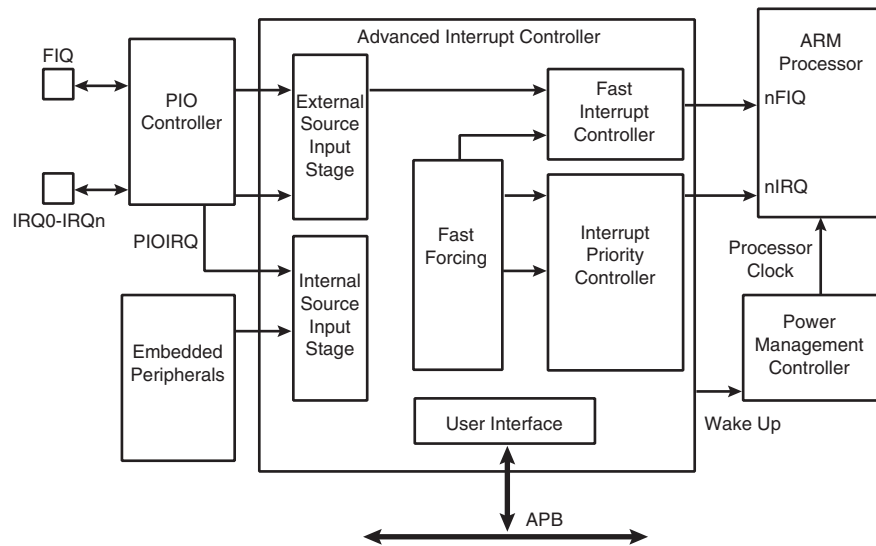 Advanced Interrupt Controller
FIQ
PIO
Controller
IRQ0-IRQn
PIOIRQ
Embedded
Peripherals
External
Source
Input
Stage
Internal
Source
Input
Stage
Fast
Forcing
Fast
Interrupt
Controller
Interrupt
Priority
Controller
User Interface
APB
ARM
Processor
nFIQ
nIRQ
Processor
Clock
Power
Management
Controller
Wake Up